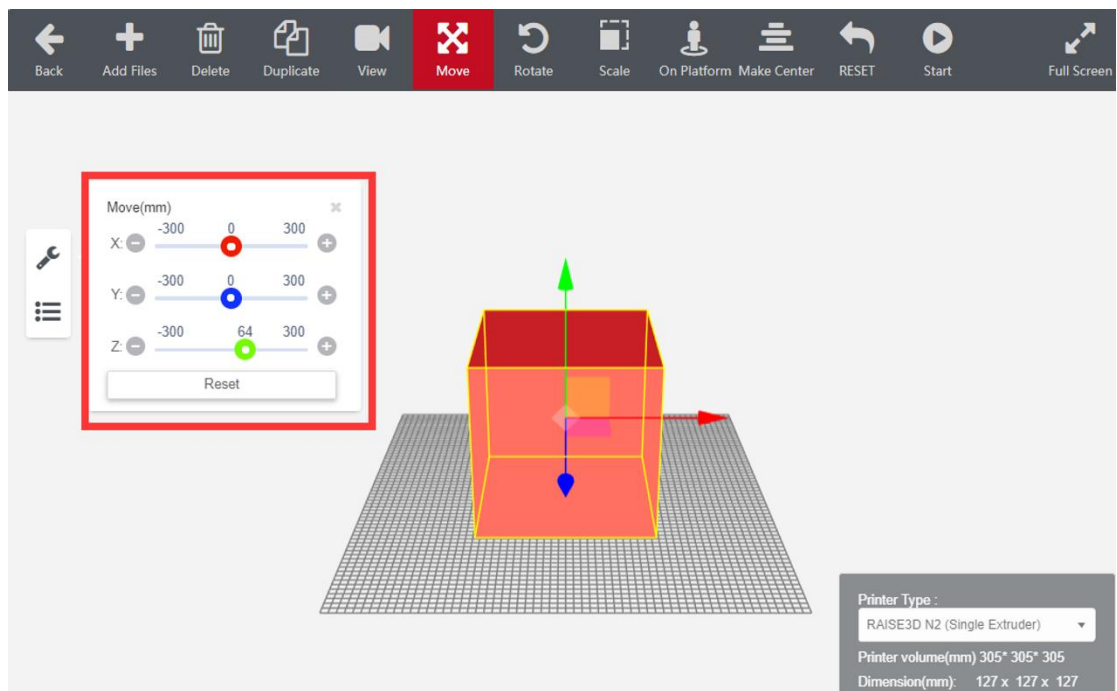 Back Add Files Delete Duplicate View Move Rotate Scale On Platform Make Center RESET Start Full Screen
Move(mm)
-300 0 300
X:
-300 0 300
Y:
-300 64 300
Z:
Reset
Printer Type :
RAISE3D N2 (Single Extruder)
Printer volume(mm) 305* 305* 305
Dimension(mm): 127 x 127 x 127